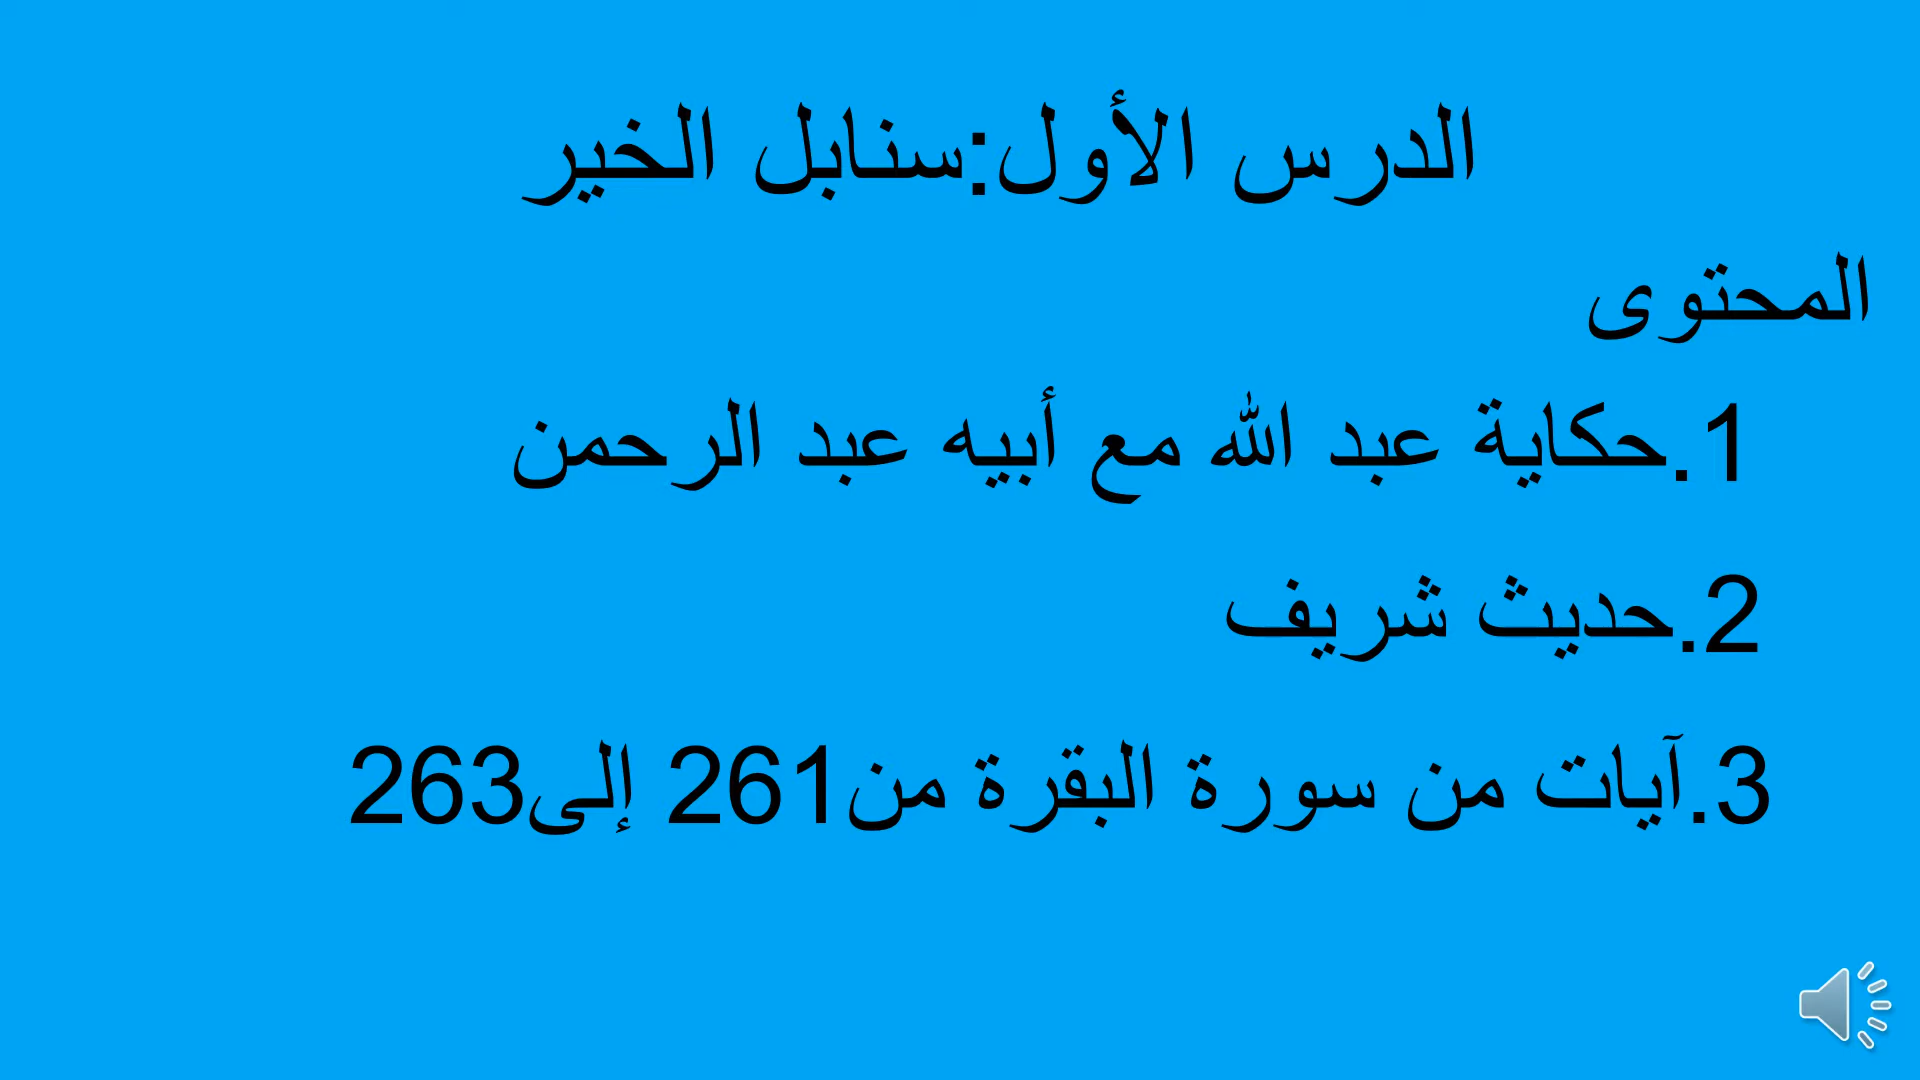 الدرس الأول:سنابل الخير
المحتوى
1.حكاية عبد الله مع أبيه عبد الرحمن
2.حديث شريف
3.آيات من سورة البقرة من261 إلى263